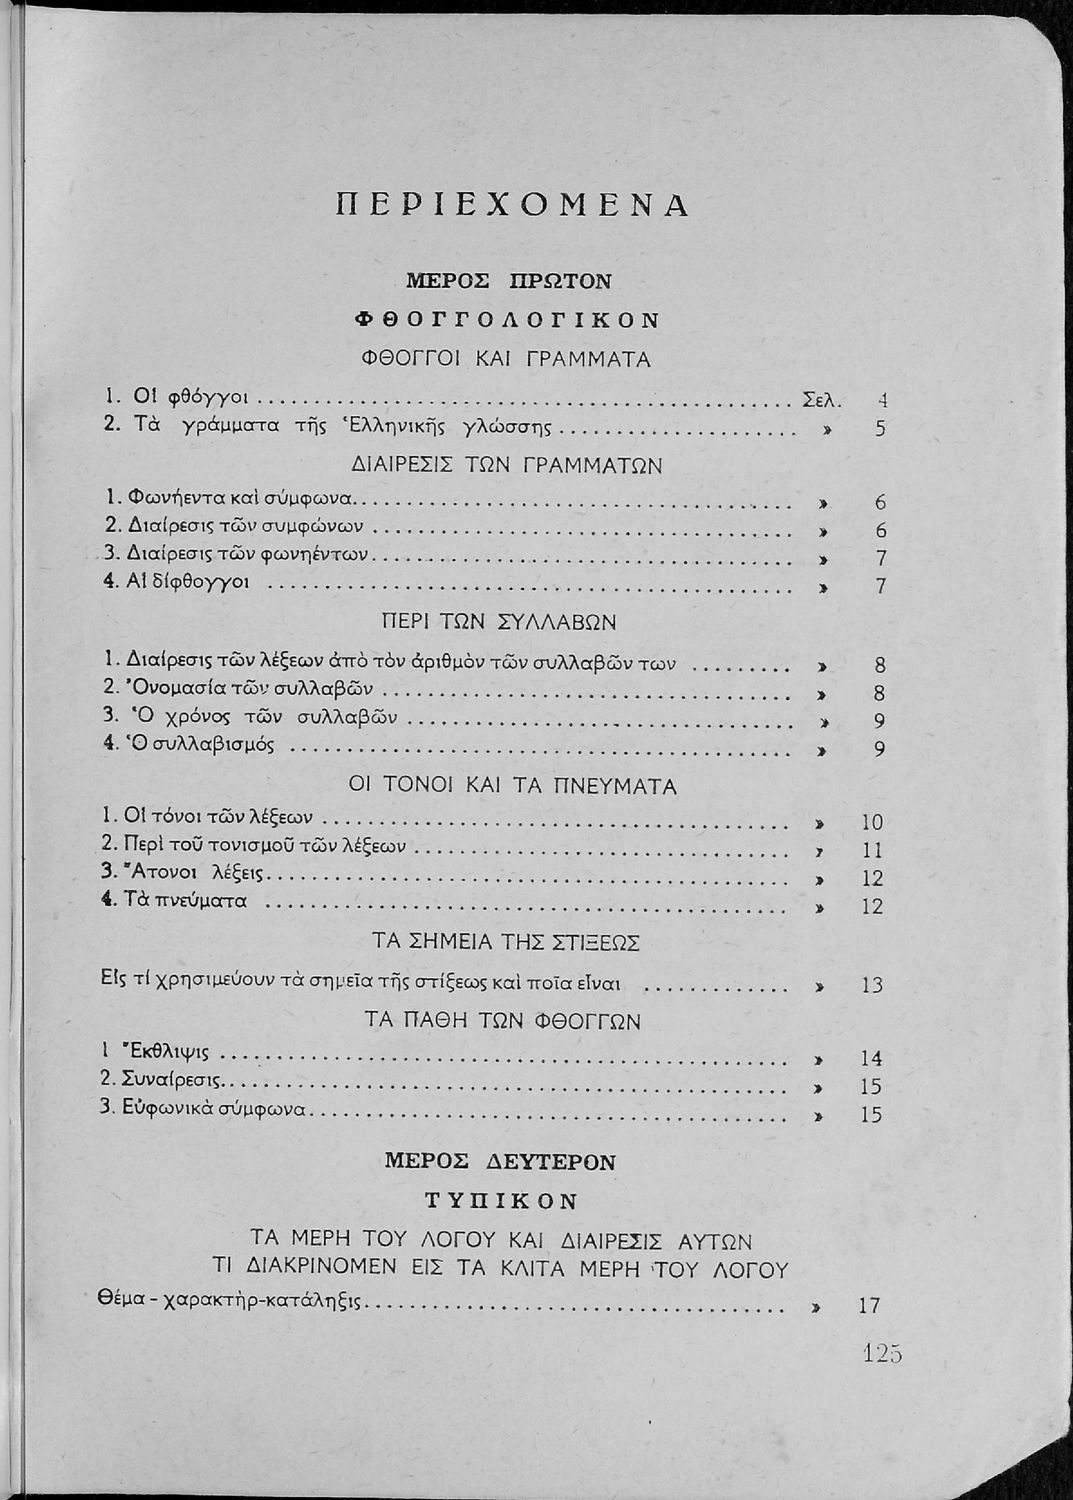 ΠΕΡΙΕΧΟΜΕΝΑ
ΜΕΡΟΣ ΠΡΩΤΟΝ
ΦΘΟΓΓΟΛΟΓΙΚΟΝ
ΦΘΟΓΓΟΙ ΚΑΙ ΓΡΑΜΜΑΤΑ
1. Οἱ φθόγγοι ........................................ Σελ. 4
2. Τὰ γράμματα τῆς Ἑλληνικῆς γλώσσης ..................... » 5
ΔΙΑΙΡΕΣΙΣ ΤΩΝ ΓΡΑΜΜΑΤΩΝ
1. Φωνήεντα καὶ σύμφωνα........................................ » 6
2. Διαίρεσις τῶν συμφώνων ........................................ » 6
3. Διαίρεσις τῶν φωνηέντων........................................ » 7
4. Αἱ δίφθογγοι ........................................ » 7
ΠΕΡΙ ΤΩΝ ΣΥΛΛΑΒΩΝ
1. Διαίρεσις τῶν λέξεων ἀπὸ τὸν ἀριθμὸν τῶν συλλαβῶν των ......... » 8
2. Ὀνομασία τῶν συλλαβῶν ........................................ » 8
3. Ὁ χρόνος τῶν συλλαβῶν ........................................ » 9
4. Ὁ συλλαβισμός ........................................ » 9
ΟΙ ΤΟΝΟΙ ΚΑΙ ΤΑ ΠΝΕΥΜΑΤΑ
1. Οἱ τόνοι τῶν λέξεων ........................................ » 10
2. Περὶ τοῦ τονισμοῦ τῶν λέξεων ................................. » 11
3. Ἄτονοι λέξεις........................................ » 12
4. Τὰ πνεύματα ........................................ » 12
ΤΑ ΣΗΜΕΙΑ ΤΗΣ ΣΤΙΞΕΩΣ
Εἰς τί χρησιμεύουν τὰ σημεῖα τῆς στίξεως καὶ ποῖα εἶναι ............. » 13
ΤΑ ΠΑΘΗ ΤΩΝ ΦΘΟΓΓΩΝ
1 Ἔκθλιψις ........................................ » 14
2. Συναίρεσις........................................ » 15
3. Εὐφωνικὰ σύμφωνα........................................ » 15
ΜΕΡΟΣ ΔΕΥΤΕΡΟΝ
ΤΥΠΙΚΟΝ
ΤΑ ΜΕΡΗ ΤΟΥ ΛΟΓΟΥ ΚΑΙ ΔΙΑΙΡΕΣΙΣ ΑΥΤΩΝ
ΤΙ ΔΙΑΚΡΙΝΟΜΕΝ ΕΙΣ ΤΑ ΚΛΙΤΑ ΜΕΡΗ ΤΟΥ ΛΟΓΟΥ
Θέμα - χαρακτὴρ-κατάληξις..................................... » 17
125